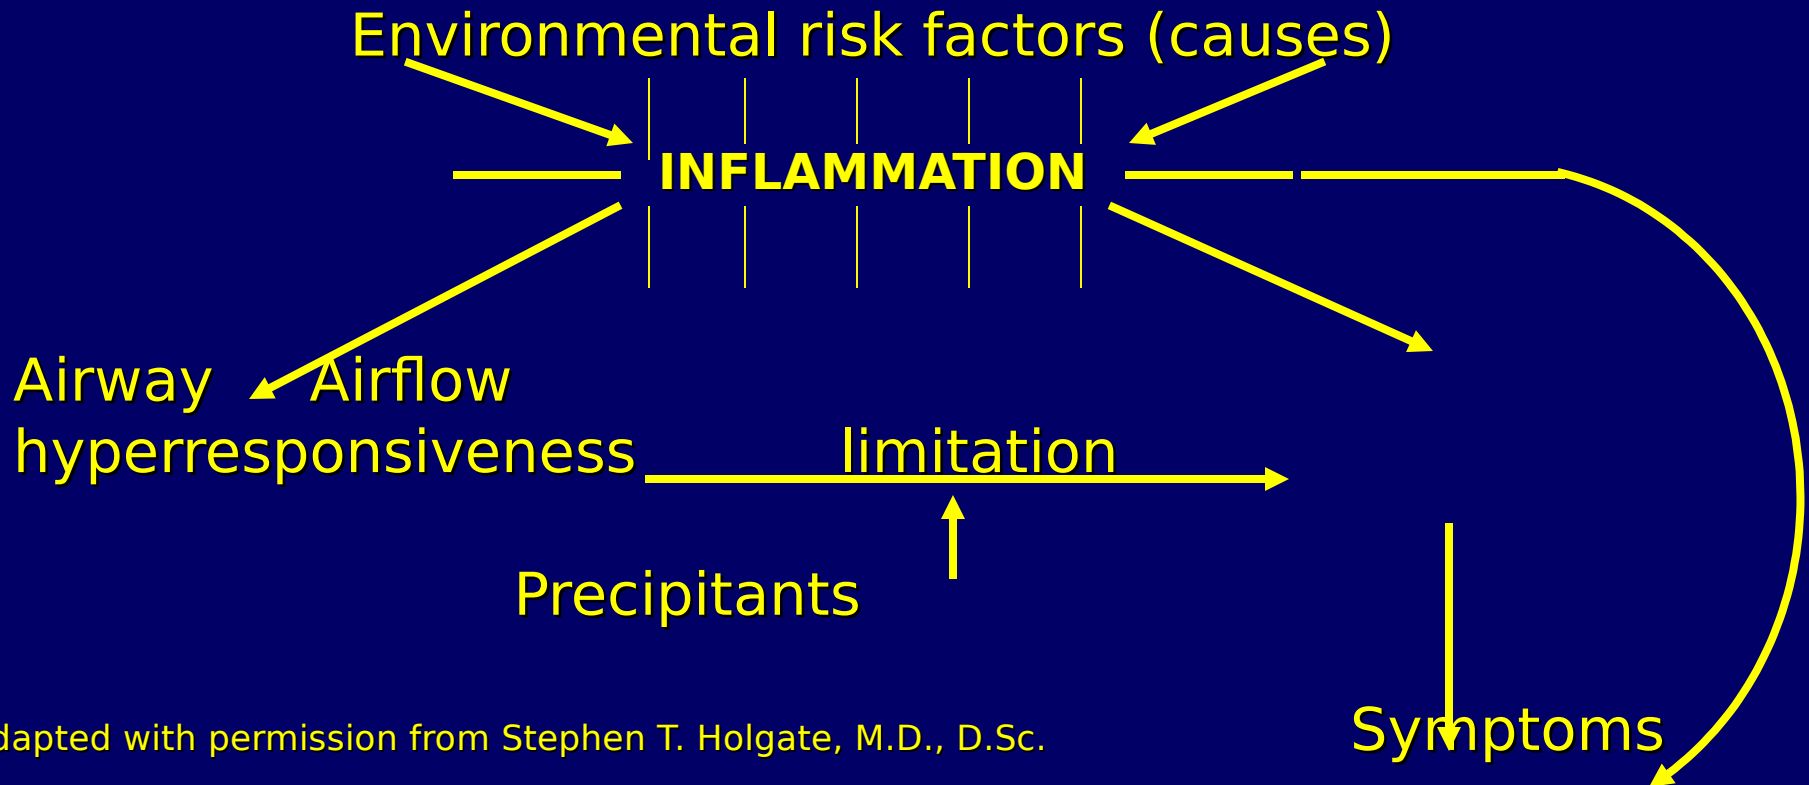 Environmental risk factors (causes)
INFLAMMATION
Airway Airflow
hyperresponsiveness limitation
Precipitants
Symptoms
dapted with permission from Stephen T. Holgate, M.D., D.Sc.